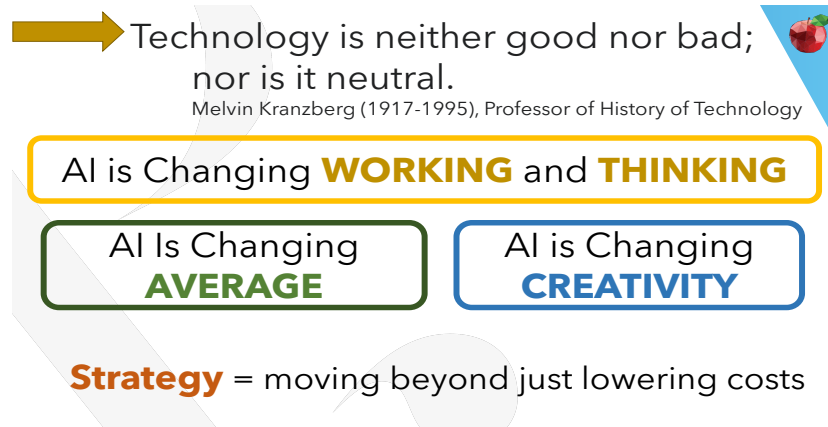 Technology is neither good nor bad;
nor is it neutral.
Melvin Kranzberg (1917-1995), Professor of History of Technology
AI is Changing WORKING and THINKING
AI Is Changing
AVERAGE
AI is Changing
CREATIVITY
Strategy = moving beyond just lowering costs